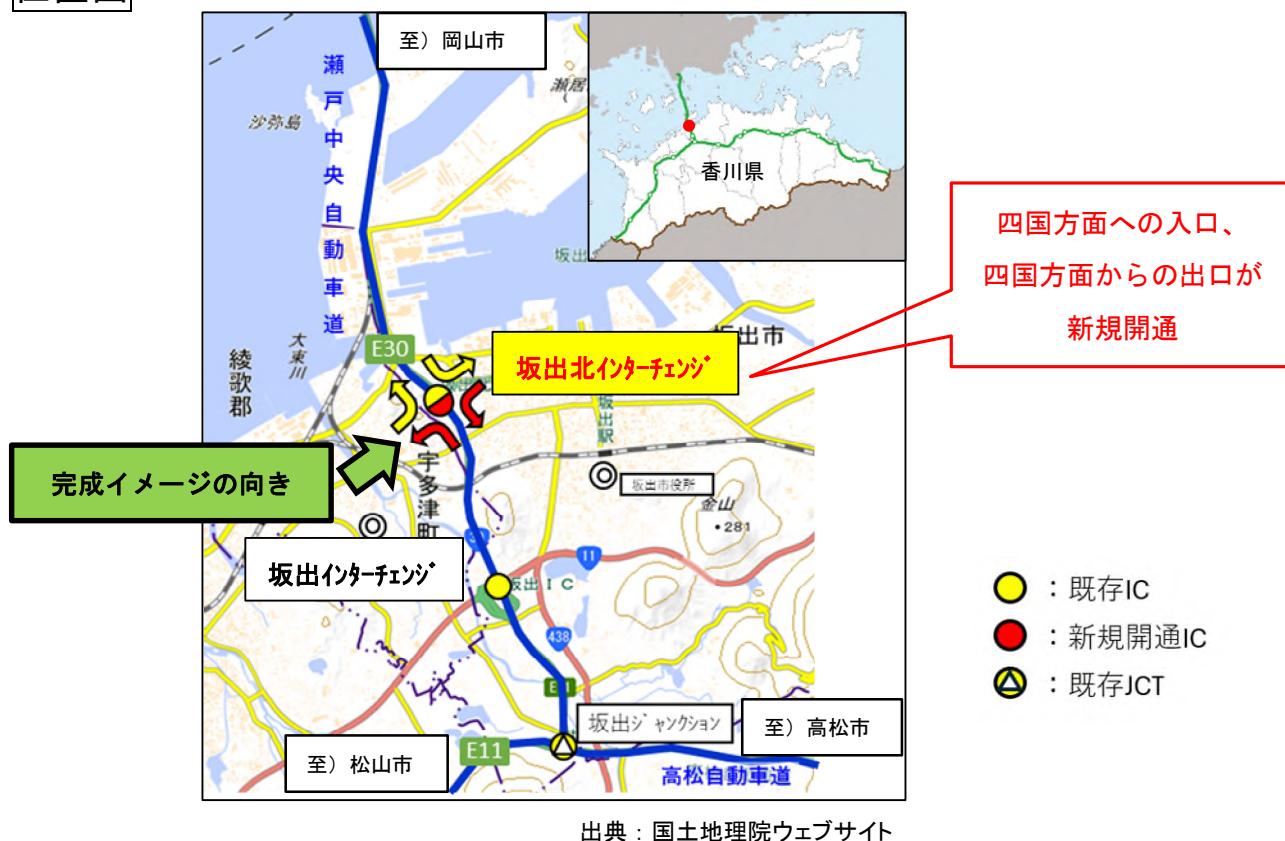 至）岡山市
瀬戸中央自動車道
沙弥島
瀬居
香川県
四国方面への入口、
四国方面からの出口が
新規開通
坂出
坂出市
大東川
綾歌郡
E30
坂出北ｲﾝﾀｰﾁｪﾝｼﾞ
坂出駅
完成イメージの向き
宇多津町
坂出市役所
金山
・281
坂出ｲﾝﾀｰﾁｪﾝｼﾞ
11
坂出IC
438
：既存IC
：新規開通IC
：既存JCT
坂出ｼﾞｬﾝｸｼｮﾝ
至）高松市
E11
至）松山市
高松自動車道
出典：国土地理院ウェブサイト